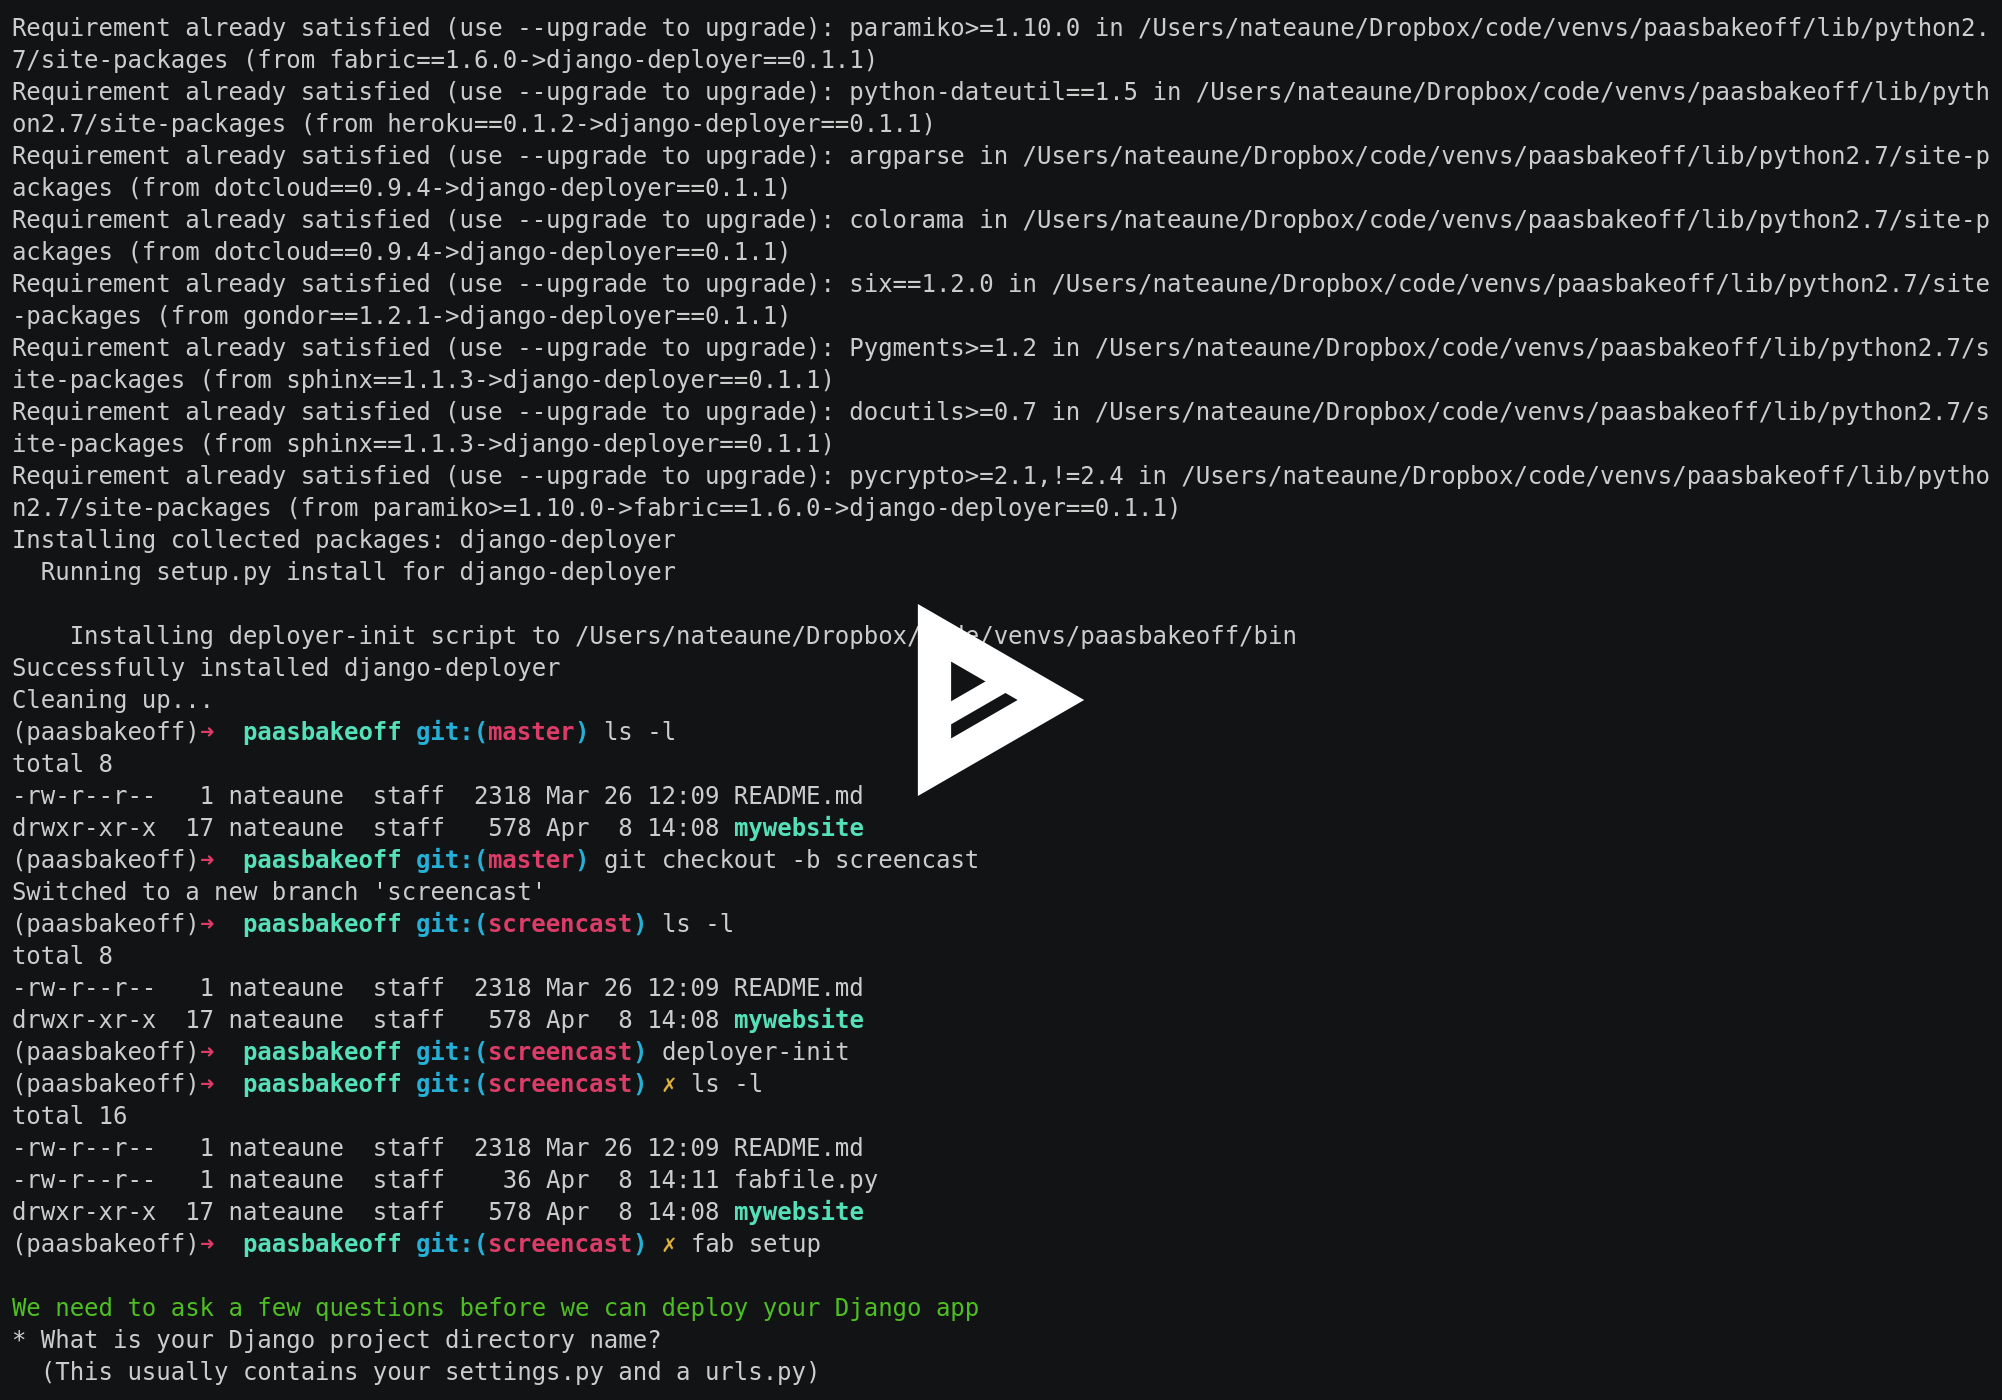 Requirement already satisfied (use --upgrade to upgrade): paramiko>=1.10.0 in /Users/nateaune/Dropbox/code/venvs/paasbakeoff/lib/python2.
7/site-packages (from fabric==1.6.0->django-deployer==0.1.1)
Requirement already satisfied (use --upgrade to upgrade): python-dateutil==1.5 in /Users/nateaune/Dropbox/code/venvs/paasbakeoff/lib/pyth
on2.7/site-packages (from heroku==0.1.2->django-deployer==0.1.1)
Requirement already satisfied (use --upgrade to upgrade): argparse in /Users/nateaune/Dropbox/code/venvs/paasbakeoff/lib/python2.7/site-p
ackages (from dotcloud==0.9.4->django-deployer==0.1.1)
Requirement already satisfied (use --upgrade to upgrade): colorama in /Users/nateaune/Dropbox/code/venvs/paasbakeoff/lib/python2.7/site-p
ackages (from dotcloud==0.9.4->django-deployer==0.1.1)
Requirement already satisfied (use --upgrade to upgrade): six==1.2.0 in /Users/nateaune/Dropbox/code/venvs/paasbakeoff/lib/python2.7/site
-packages (from gondor==1.2.1->django-deployer==0.1.1)
Requirement already satisfied (use --upgrade to upgrade): Pygments>=1.2 in /Users/nateaune/Dropbox/code/venvs/paasbakeoff/lib/python2.7/s
ite-packages (from sphinx==1.1.3->django-deployer==0.1.1)
Requirement already satisfied (use --upgrade to upgrade): docutils>=0.7 in /Users/nateaune/Dropbox/code/venvs/paasbakeoff/lib/python2.7/s
ite-packages (from sphinx==1.1.3->django-deployer==0.1.1)
Requirement already satisfied (use --upgrade to upgrade): pycrypto>=2.1,!=2.4 in /Users/nateaune/Dropbox/code/venvs/paasbakeoff/lib/pytho
n2.7/site-packages (from paramiko>=1.10.0->fabric==1.6.0->django-deployer==0.1.1)
Installing collected packages: django-deployer
  Running setup.py install for django-deployer

    Installing deployer-init script to /Users/nateaune/Dropbox/code/venvs/paasbakeoff/bin
Successfully installed django-deployer
Cleaning up...
(paasbakeoff)➜  paasbakeoff git:(master) ls -l
total 8
-rw-r--r--   1 nateaune  staff  2318 Mar 26 12:09 README.md
drwxr-xr-x  17 nateaune  staff   578 Apr  8 14:08 mywebsite
(paasbakeoff)➜  paasbakeoff git:(master) git checkout -b screencast
Switched to a new branch 'screencast'
(paasbakeoff)➜  paasbakeoff git:(screencast) ls -l
total 8
-rw-r--r--   1 nateaune  staff  2318 Mar 26 12:09 README.md
drwxr-xr-x  17 nateaune  staff   578 Apr  8 14:08 mywebsite
(paasbakeoff)➜  paasbakeoff git:(screencast) deployer-init
(paasbakeoff)➜  paasbakeoff git:(screencast) ✗ ls -l
total 16
-rw-r--r--   1 nateaune  staff  2318 Mar 26 12:09 README.md
-rw-r--r--   1 nateaune  staff    36 Apr  8 14:11 fabfile.py
drwxr-xr-x  17 nateaune  staff   578 Apr  8 14:08 mywebsite
(paasbakeoff)➜  paasbakeoff git:(screencast) ✗ fab setup

We need to ask a few questions before we can deploy your Django app
* What is your Django project directory name?
  (This usually contains your settings.py and a urls.py)